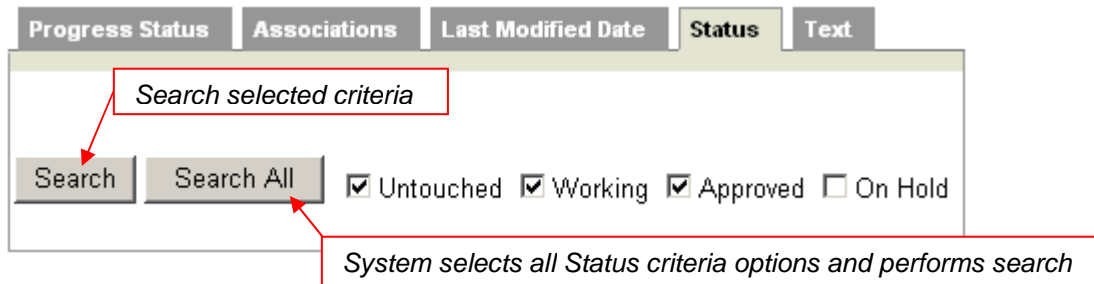 Progress Status Associations Last Modified Date Status Text
Search selected criteria
Search Search All Untouched Working Approved On Hold
System selects all Status criteria options and performs search